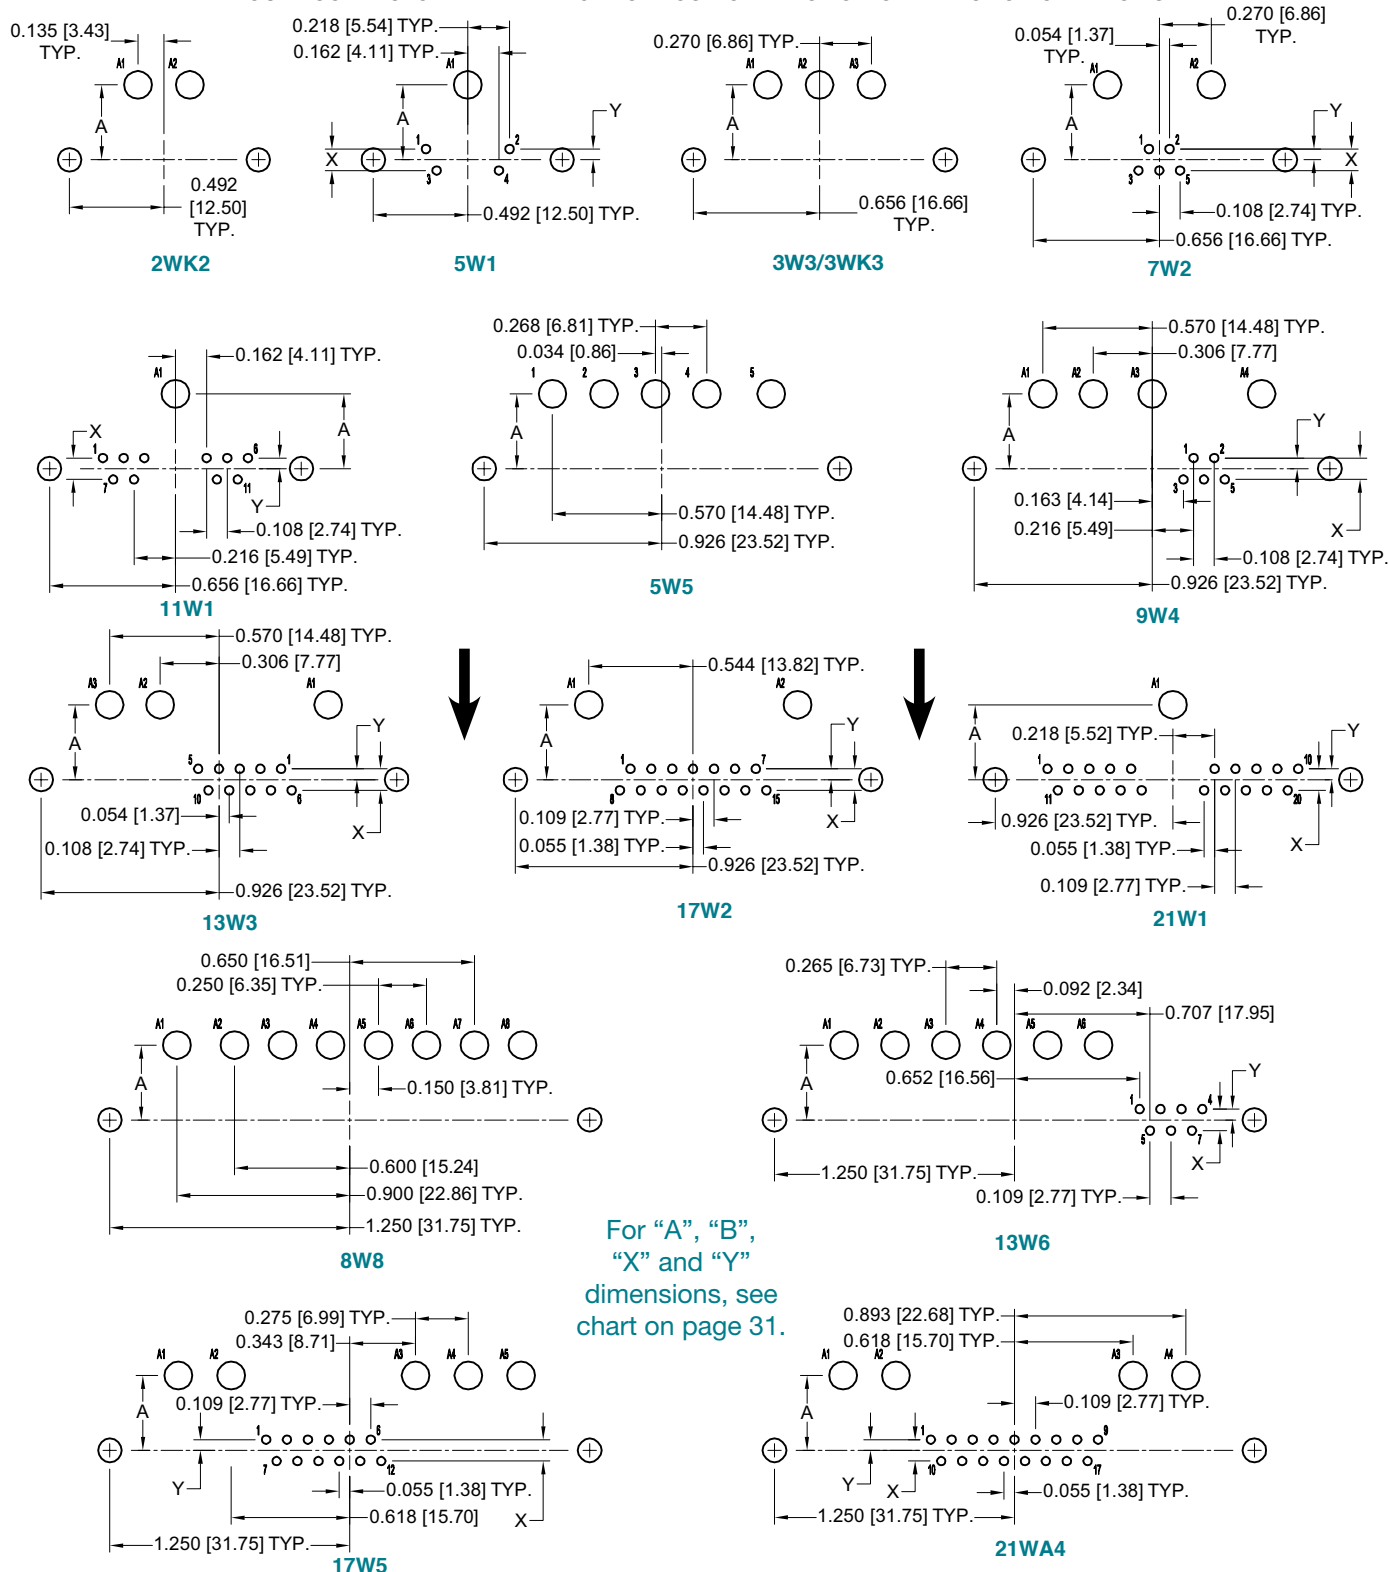 0.135 [3.43]
TYP.
A1
A2
A
0.492
[12.50]
TYP.
2WK2
0.218 [5.54] TYP.
0.162 [4.11] TYP.
A1
A
Y
1
2
X
3
4
0.492 [12.50] TYP.
5W1
0.270 [6.86] TYP.
A1
A2
A3
A
0.656
[16.66]
TYP.
3W3/3WK3
0.270 [6.86]
TYP.
0.054 [1.37]
TYP.
A1
A2
A
Y
1
2
X
3
5
0.108 [2.74] TYP.
0.656 [16.66] TYP.
7W2
0.162 [4.11] TYP.
A1
A
X
1
6
7
11
Y
0.108 [2.74] TYP.
0.216 [5.49] TYP.
0.656 [16.66] TYP.
11W1
0.268 [6.81] TYP.
0.034 [0.86]
1
2
3
4
5
A
0.570 [14.48] TYP.
0.926 [23.52] TYP.
5W5
0.570 [14.48] TYP.
0.306 [7.77]
A1
A2
A3
A4
A
Y
1
2
3
5
0.163 [4.14]
0.216 [5.49]
X
0.108 [2.74] TYP.
0.926 [23.52] TYP.
9W4
0.570 [14.48] TYP.
0.306 [7.77]
A3
A2
A1
A
Y
5
1
10
6
0.054 [1.37]
X
0.108 [2.74] TYP.
0.926 [23.52] TYP.
13W3
0.544 [13.82] TYP.
A1
A2
A
Y
1
7
8
15
0.109 [2.77] TYP.
X
0.055 [1.38] TYP.
0.926 [23.52] TYP.
17W2
A1
A
0.218 [5.52] TYP.
Y
1
10
11
20
0.926 [23.52] TYP.
X
0.055 [1.38] TYP.
0.109 [2.77] TYP.
21W1
0.650 [16.51]
0.250 [6.35] TYP.
A1
A2
A3
A4
A5
A6
A7
A8
A
0.150 [3.81] TYP.
0.600 [15.24]
0.900 [22.86] TYP.
1.250 [31.75] TYP.
8W8
0.265 [6.73] TYP.
0.092 [2.34]
0.707 [17.95]
A1
A2
A3
A4
A5
A6
A
0.652 [16.56]
Y
1
4
5
7
X
1.250 [31.75] TYP.
0.109 [2.77] TYP.
13W6
For “A”, “B”,
“X” and “Y”
dimensions, see
chart on page 31.
0.275 [6.99] TYP.
0.343 [8.71]
A1
A2
A3
A4
A5
A
0.109 [2.77] TYP.
1
6
7
12
Y
0.055 [1.38] TYP.
0.618 [15.70]
X
1.250 [31.75] TYP.
17W5
0.893 [22.68] TYP.
0.618 [15.70] TYP.
A1
A2
A3
A4
A
0.109 [2.77] TYP.
1
9
10
17
Y
X
0.055 [1.38] TYP.
1.250 [31.75] TYP.
21WA4